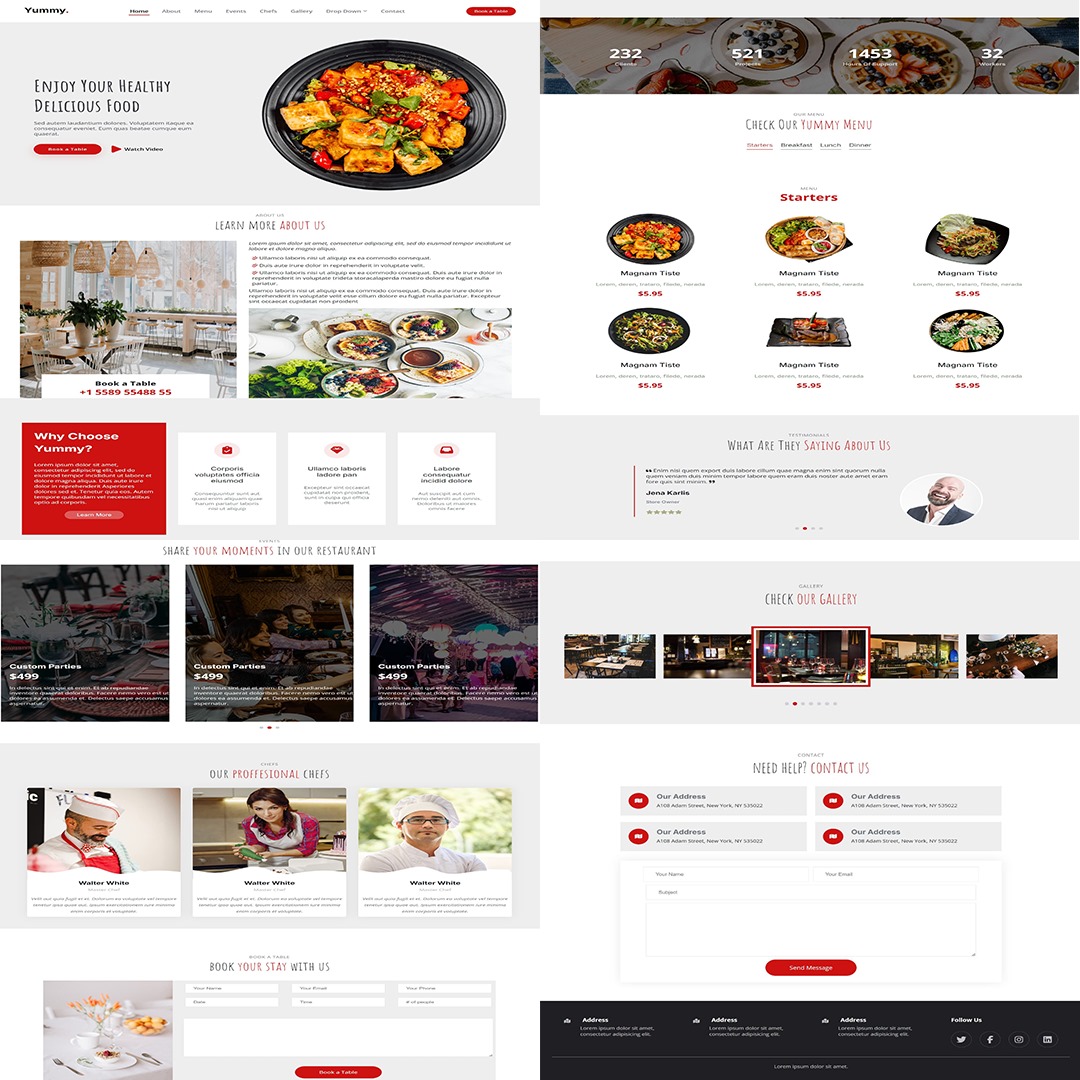 Yummy.
Home About Menu Events Chefs Gallery Drop Down Contact
Book a Table
Enjoy Your Healthy
Delicious Food
Sed autem laudantium dolores. Voluptatem itaque ea
consequatur eveniet. Eum quas beatae cumque eum
quaerat.
Book a Table
Watch Video
ABOUT US
LEARN MORE ABOUT US
Book a Table
+1 5589 55488 55
Lorem ipsum dolor sit amet, consectetur adipiscing elit, sed do eiusmod tempor incididunt ut
labore et dolore magna aliqua.
Ullamco laboris nisi ut aliquip ex ea commodo consequat.
Duis aute irure dolor in reprehenderit in voluptate velit.
Ullamco laboris nisi ut aliquip ex ea commodo consequat. Duis aute irure dolor in
reprehenderit in voluptate trideta storacalaperda mastiro dolore eu fugiat nulla
pariatur.
Ullamco laboris nisi ut aliquip ex ea commodo consequat. Duis aute irure dolor in
reprehenderit in voluptate velit esse cillum dolore eu fugiat nulla pariatur. Excepteur
sint occaecat cupidatat non proident
Why Choose
Yummy?
Lorem ipsum dolor sit amet,
consectetur adipiscing elit, sed do
eiusmod tempor incididunt ut labore et
dolore magna aliqua. Duis aute irure
dolor in reprehenderit Asperiores
dolores sed et. Tenetur quia eos. Autem
tempore quibusdam vel necessitatibus
optio ad corporis.
Learn More
Corporis
voluptates officia
eiusmod
Consequuntur sunt aut
quasi enim aliquam quae
harum pariatur laboris
nisi ut aliquip
Ullamco laboris
ladore pan
Excepteur sint occaecat
cupidatat non proident,
sunt in culpa qui officia
deserunt
Labore
consequatur
incidid dolore
Aut suscipit aut cum
nemo deleniti aut omnis.
Doloribus ut maiores
omnis facere
EVENTS
SHARE YOUR MOMENTS IN OUR RESTAURANT
Custom Parties
$499
In delectus sint qui et enim. Et ab repudiandae
inventore quaerat doloribus. Facere nemo vero est ut
dolores ea assumenda et. Dolores saepe accusamus
aspernatur.
Custom Parties
$499
In delectus sint qui et enim. Et ab repudiandae
inventore quaerat doloribus. Facere nemo vero est ut
dolores ea assumenda et. Dolores saepe accusamus
aspernatur.
Custom Parties
$499
In delectus sint qui et enim. Et ab repudiandae
inventore quaerat doloribus. Facere nemo vero est ut
dolores ea assumenda et. Dolores saepe accusamus
aspernatur.
CHEFS
OUR PROFFESIONAL CHEFS
Walter White
Master Chef
Velit aut quia fugit et et. Dolorum ea voluptate vel tempore
tenetur ipsa quae aut. Ipsum exercitationem iure minima
enim corporis et voluptate.
Walter White
Master Chef
Velit aut quia fugit et et. Dolorum ea voluptate vel tempore
tenetur ipsa quae aut. Ipsum exercitationem iure minima
enim corporis et voluptate.
Walter White
Master Chef
Velit aut quia fugit et et. Dolorum ea voluptate vel tempore
tenetur ipsa quae aut. Ipsum exercitationem iure minima
enim corporis et voluptate.
BOOK A TABLE
BOOK YOUR STAY WITH US
Your Name Your Email Your Phone
Date Time # of people
Book a Table
232 521 1453 32
Clients Projects Hours Of Support Workers
OUR MENU
Check Our Yummy Menu
Starters Breakfast Lunch Dinner
MENU
Starters
Magnam Tiste Magnam Tiste Magnam Tiste
Lorem, deren, trataro, filede, nerada Lorem, deren, trataro, filede, nerada Lorem, deren, trataro, filede, nerada
$5.95 $5.95 $5.95
Magnam Tiste Magnam Tiste Magnam Tiste
Lorem, deren, trataro, filede, nerada Lorem, deren, trataro, filede, nerada Lorem, deren, trataro, filede, nerada
$5.95 $5.95 $5.95
TESTIMONIALS
What Are They Saying About Us
❝ Enim nisi quem export duis labore cillum quae magna enim sint quorum nulla
quem veniam duis minim tempor labore quem eram duis noster aute amet eram
fore quis sint minim. ❞
Jena Karlis
Store Owner
GALLERY
CHECK OUR GALLERY
CONTACT
NEED HELP? CONTACT US
Our Address
A108 Adam Street, New York, NY 535022
Our Address
A108 Adam Street, New York, NY 535022
Our Address
A108 Adam Street, New York, NY 535022
Our Address
A108 Adam Street, New York, NY 535022
Your Name Your Email
Subject
Send Message
Address
Lorem ipsum dolor sit amet,
consectetur adipiscing elit.
Address
Lorem ipsum dolor sit amet,
consectetur adipiscing elit.
Address
Lorem ipsum dolor sit amet,
consectetur adipiscing elit.
Follow Us
Lorem ipsum dolor sit amet.